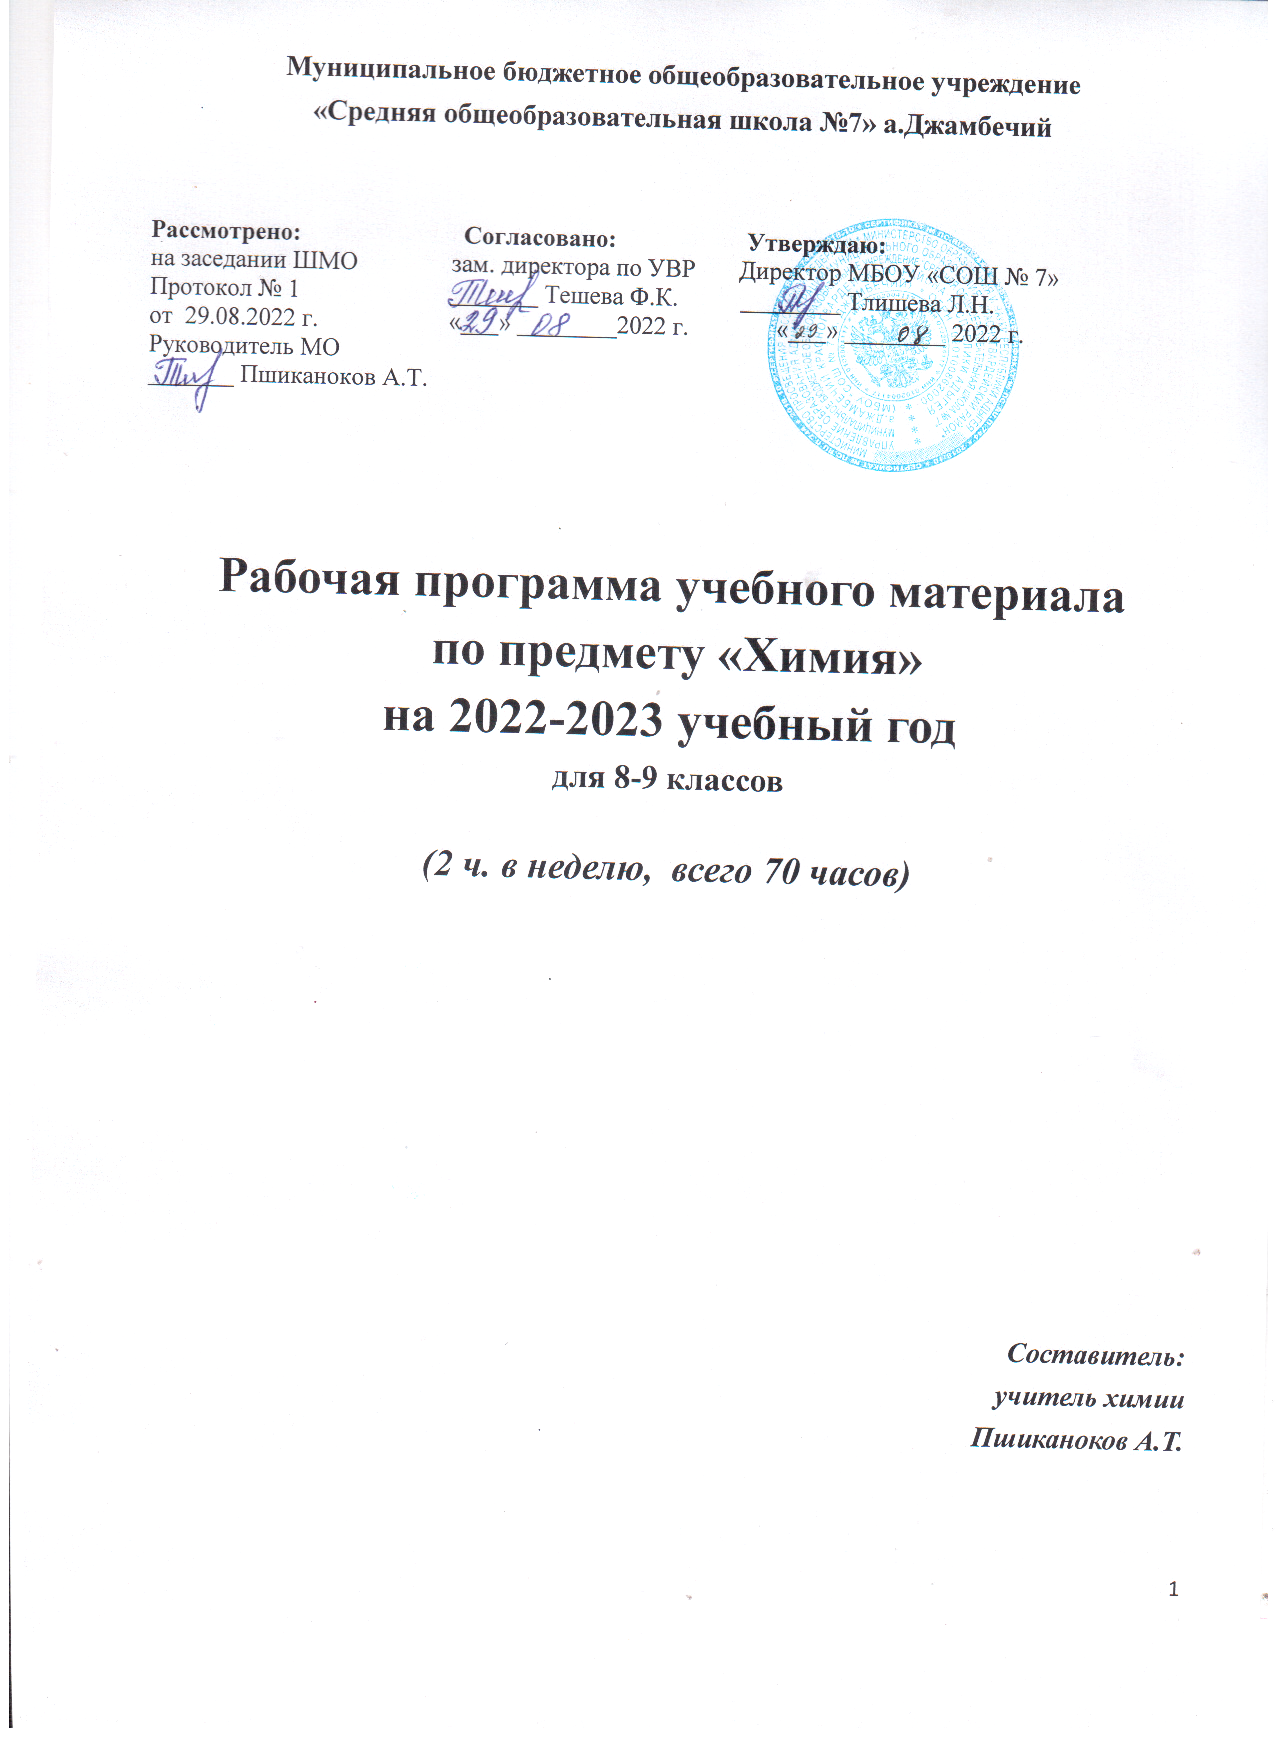 Муниципальное бюджетное общеобразовательное учреждение
«Средняя общеобразовательная школа №7» а.Джамбечий
Рассмотрено:
на заседании ШМО
Протокол № 1
от 29.08.2022 г.
Руководитель МО
________ Пшиканоков А.Т.
Согласовано:
зам. директора по УВР
________ Тешева Ф.К.
«29» 08 2022 г.
Утверждаю:
Директор МБОУ «СОШ № 7»
________ Тлишева Л.Н.
«29» 08 2022 г.
Рабочая программа учебного материала
по предмету «Химия»
на 2022-2023 учебный год
для 8-9 классов
(2 ч. в неделю, всего 70 часов)
Составитель:
учитель химии
Пшиканоков А.Т.
1